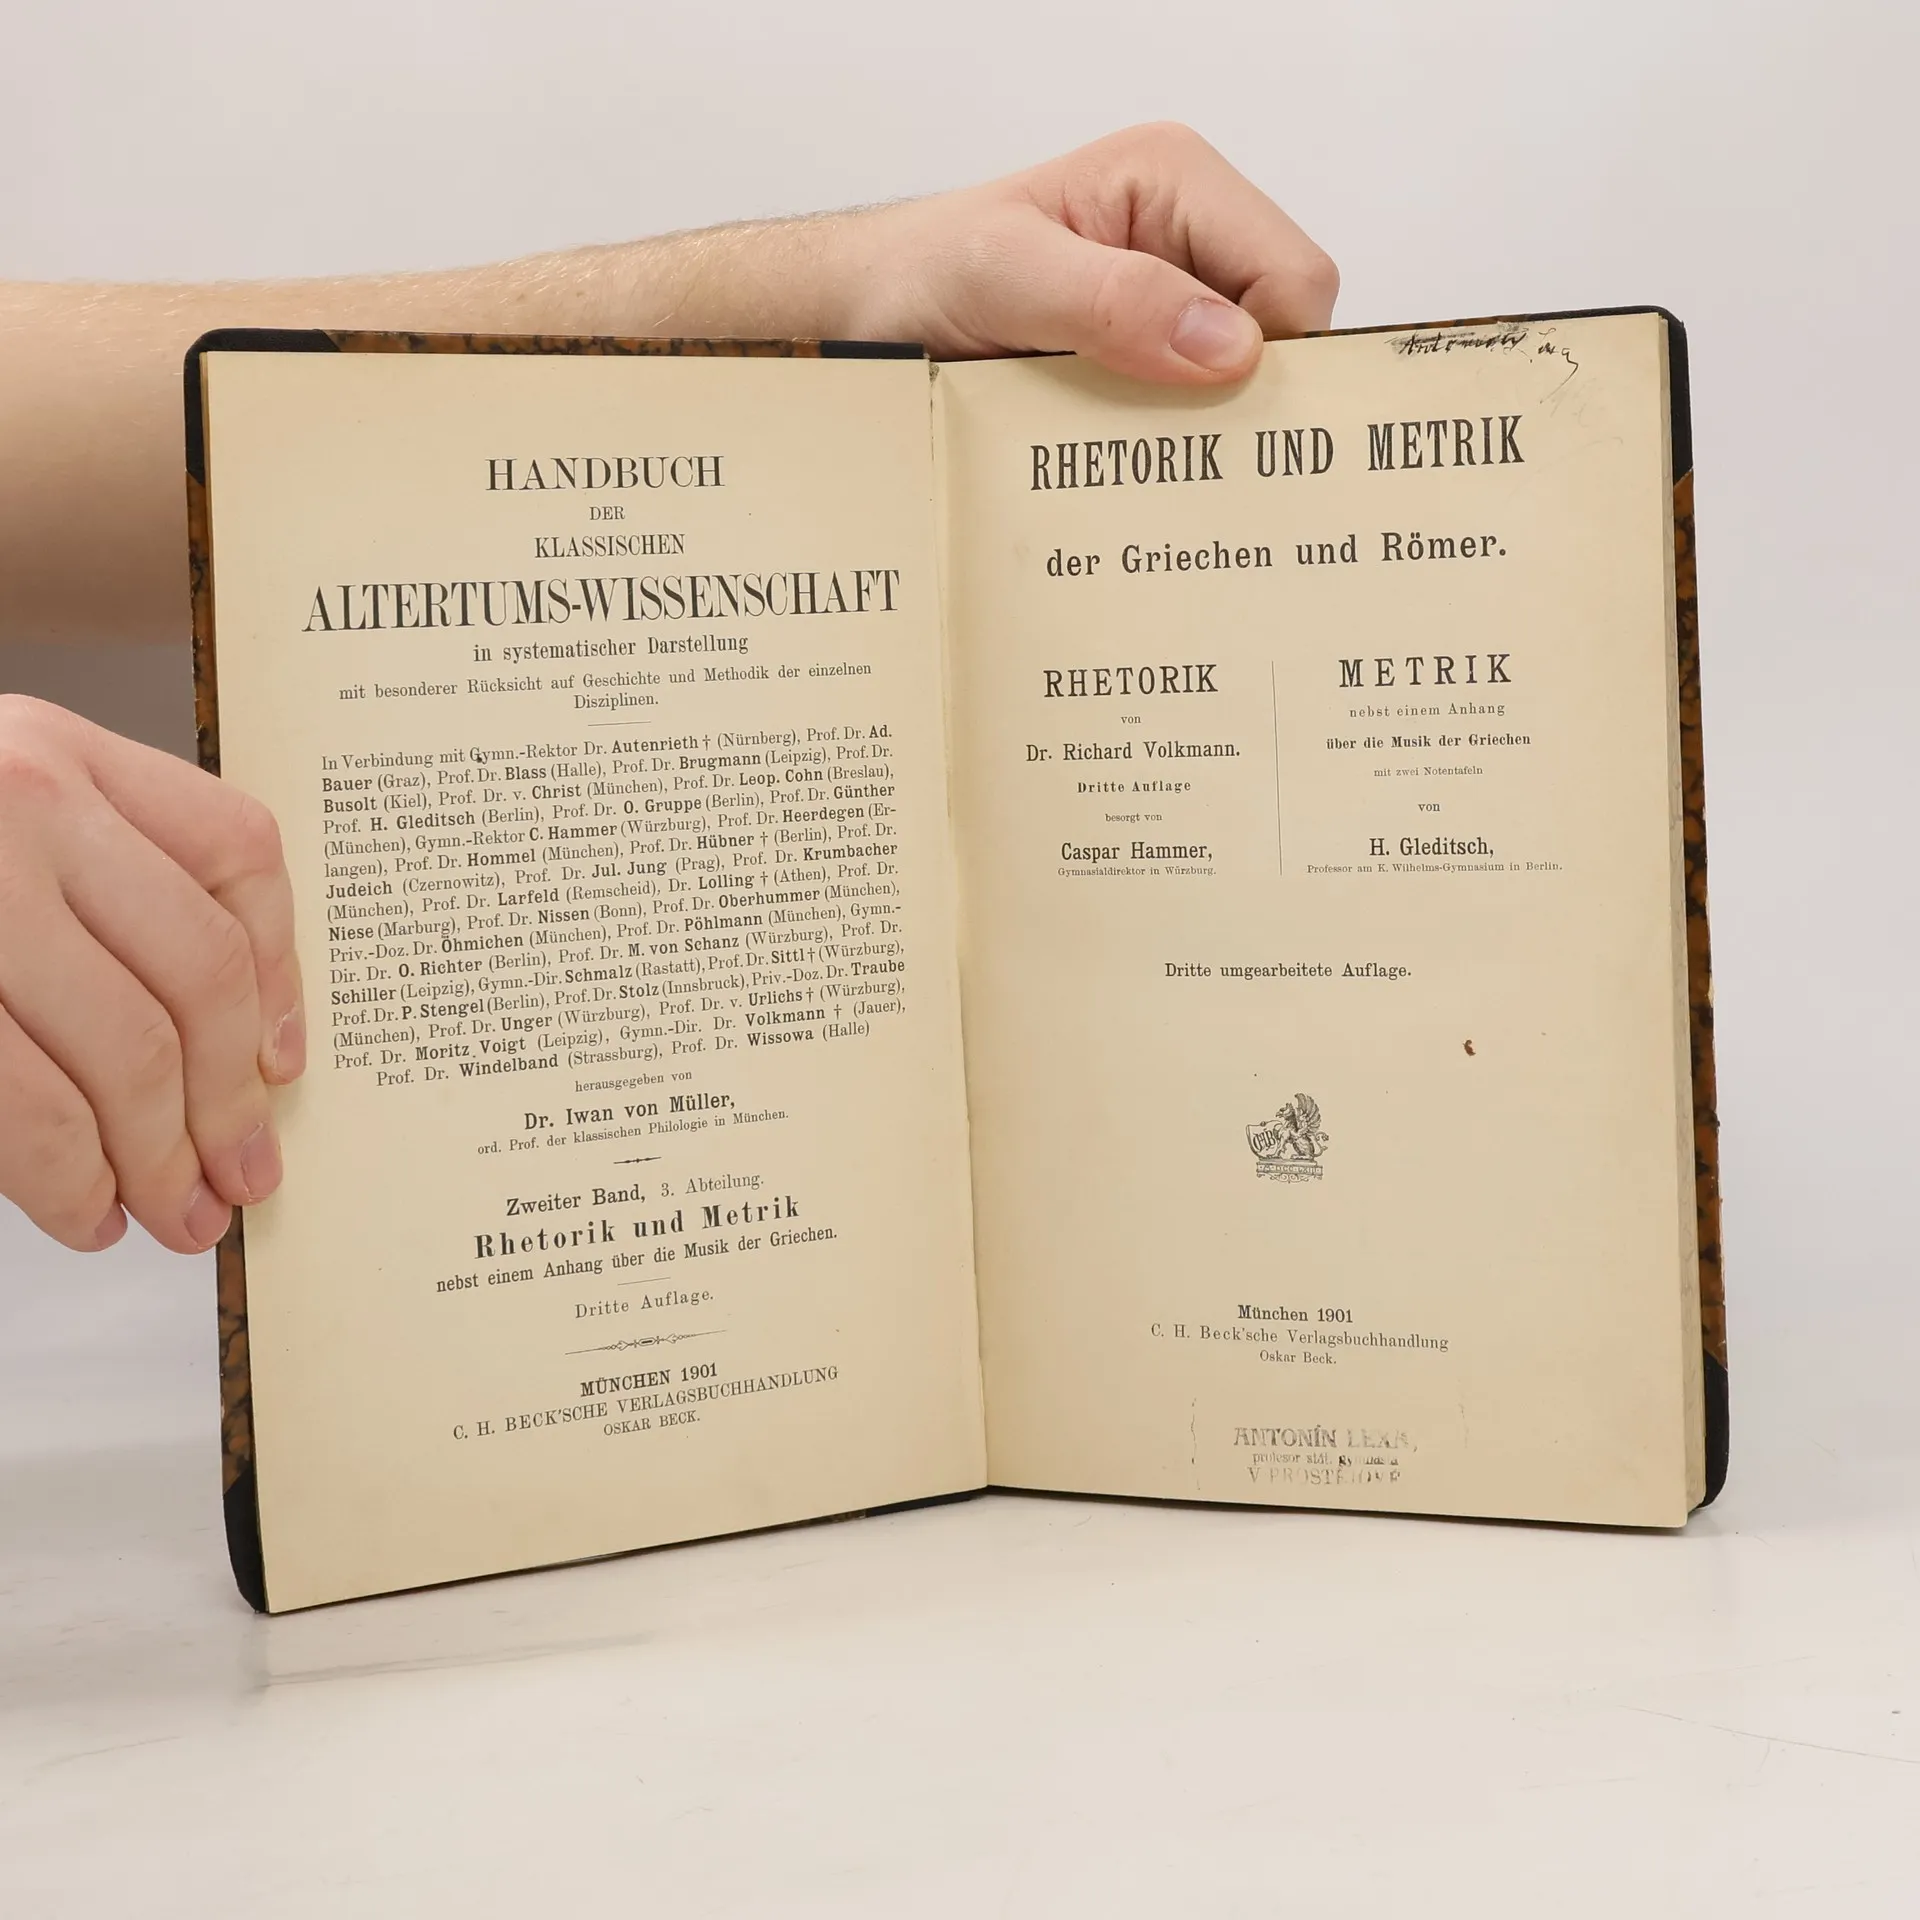 HANDBUCH
DER
KLASSISCHEN
ALTERTUMS-WISSENSCHAFT
in systematischer Darstellung
mit besonderer Rücksicht auf Geschichte und Methodik der einzelnen
Disziplinen.
In Verbindung mit Gymn.-Rektor Dr. Autenrieth † (Nürnberg), Prof. Dr. Ad.
Bauer (Graz), Prof. Dr. Blass (Halle), Prof. Dr. Brugmann (Leipzig), Prof. Dr.
Busolt (Kiel), Prof. Dr. v. Christ (München), Prof. Dr. Leop. Cohn (Breslau),
Prof. H. Gleditsch (Berlin), Prof. Dr. O. Gruppe (Berlin), Prof. Dr. Günther
(München), Gymn.-Rektor C. Hammer (Würzburg), Prof. Dr. Heerdegen (Er-
langen), Prof. Dr. Hommel (München), Prof. Dr. Hübner † (Berlin), Prof. Dr.
Judeich (Czernowitz), Prof. Dr. Jul. Jung (Prag), Prof. Dr. Krumbacher
(München), Prof. Dr. Larfeld (Remscheid), Dr. Lolling † (Athen), Prof. Dr.
Niese (Marburg), Prof. Dr. Nissen (Bonn), Prof. Dr. Oberhummer (München),
Priv.-Doz. Dr. Öhmichen (München), Prof. Dr. Pöhlmann (München), Gymn.-
Dir. Dr. O. Richter (Berlin), Prof. Dr. M. von Schanz (Würzburg), Prof. Dr.
Schiller (Leipzig), Gymn.-Dir. Schmalz (Rastatt), Prof. Dr. Sittl † (Würzburg),
Prof. Dr. P. Stengel (Berlin), Prof. Dr. Stolz (Innsbruck), Priv.-Doz. Dr. Traube
(München), Prof. Dr. Unger (Würzburg), Prof. Dr. v. Urlichs † (Würzburg),
Prof. Dr. Moritz Voigt (Leipzig), Gymn.-Dir. Dr. Volkmann † (Jauer),
Prof. Dr. Windelband (Strassburg), Prof. Dr. Wissowa (Halle)
herausgegeben von
Dr. Iwan von Müller,
ord. Prof. der klassischen Philologie in München.
Zweiter Band, 3. Abteilung.
Rhetorik und Metrik
nebst einem Anhang über die Musik der Griechen.
Dritte Auflage.
MÜNCHEN 1901
C. H. BECK'SCHE VERLAGSBUCHHANDLUNG
OSKAR BECK.
RHETORIK UND METRIK
der Griechen und Römer.
RHETORIK
von
Dr. Richard Volkmann.
Dritte Auflage
besorgt von
Caspar Hammer,
Gymnasialdirektor in Würzburg.
METRIK
nebst einem Anhang
über die Musik der Griechen
mit zwei Notentafeln
von
H. Gleditsch,
Professor am K. Wilhelms-Gymnasium in Berlin.
Dritte umgearbeitete Auflage.
München 1901
C. H. Beck'sche Verlagsbuchhandlung
Oskar Beck.
ANTONÍN LEXA,
profesor stát.
V PROSTĚJOVĚ